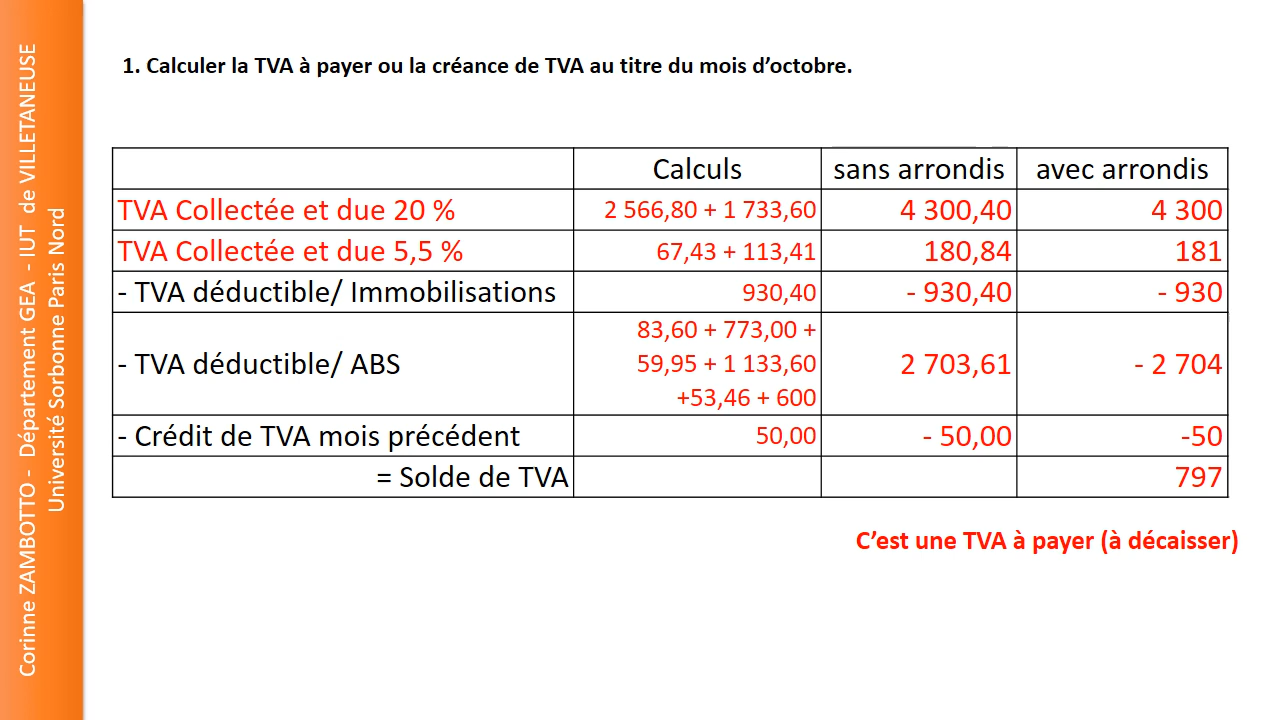 Corinne ZAMBOTTO - Département GEA - IUT de VILLETANEUSE
Université Sorbonne Paris Nord
1. Calculer la TVA à payer ou la créance de TVA au titre du mois d’octobre.
Calculs sans arrondis avec arrondis
TVA Collectée et due 20 % 2 566,80 + 1 733,60 4 300,40 4 300
TVA Collectée et due 5,5 % 67,43 + 113,41 180,84 181
- TVA déductible/ Immobilisations 930,40 - 930,40 - 930
- TVA déductible/ ABS 83,60 + 773,00 +
59,95 + 1 133,60 2 703,61 - 2 704
+53,46 + 600
- Crédit de TVA mois précédent 50,00 - 50,00 -50
= Solde de TVA 797
C’est une TVA à payer (à décaisser)